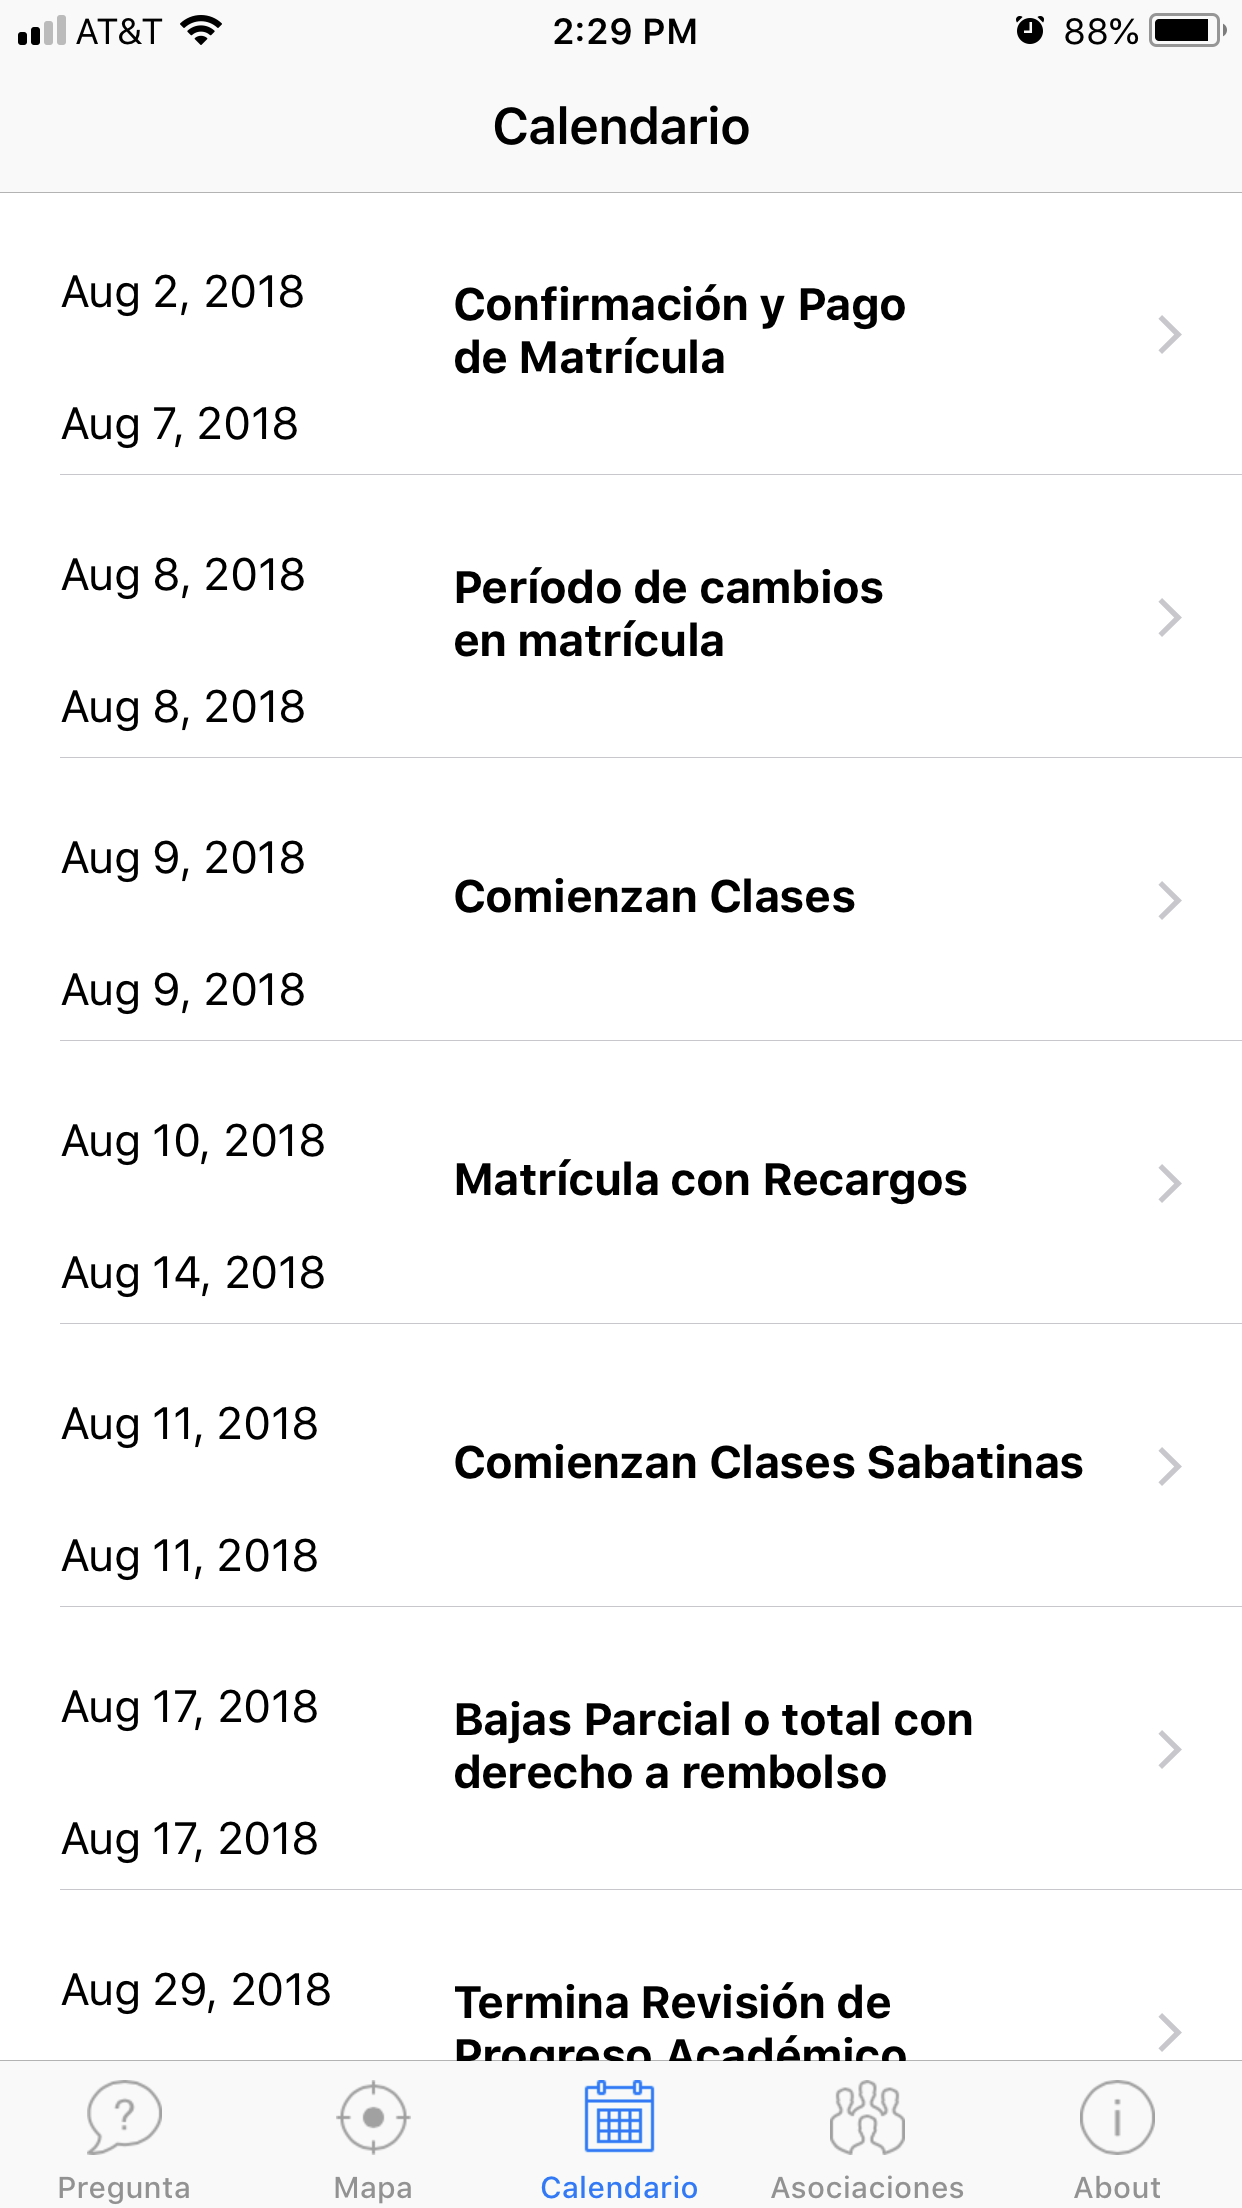 AT&T 2:29 PM 88%
Calendario
Aug 2, 2018
Confirmación y Pago
de Matrícula
Aug 7, 2018
Aug 8, 2018
Período de cambios
en matrícula
Aug 8, 2018
Aug 9, 2018
Comienzan Clases
Aug 9, 2018
Aug 10, 2018
Matrícula con Recargos
Aug 14, 2018
Aug 11, 2018
Comienzan Clases Sabatinas
Aug 11, 2018
Aug 17, 2018
Bajas Parcial o total con
derecho a rembolso
Aug 17, 2018
Aug 29, 2018
Termina Revisión de
Progreso Académico
Pregunta Mapa Calendario Asociaciones About